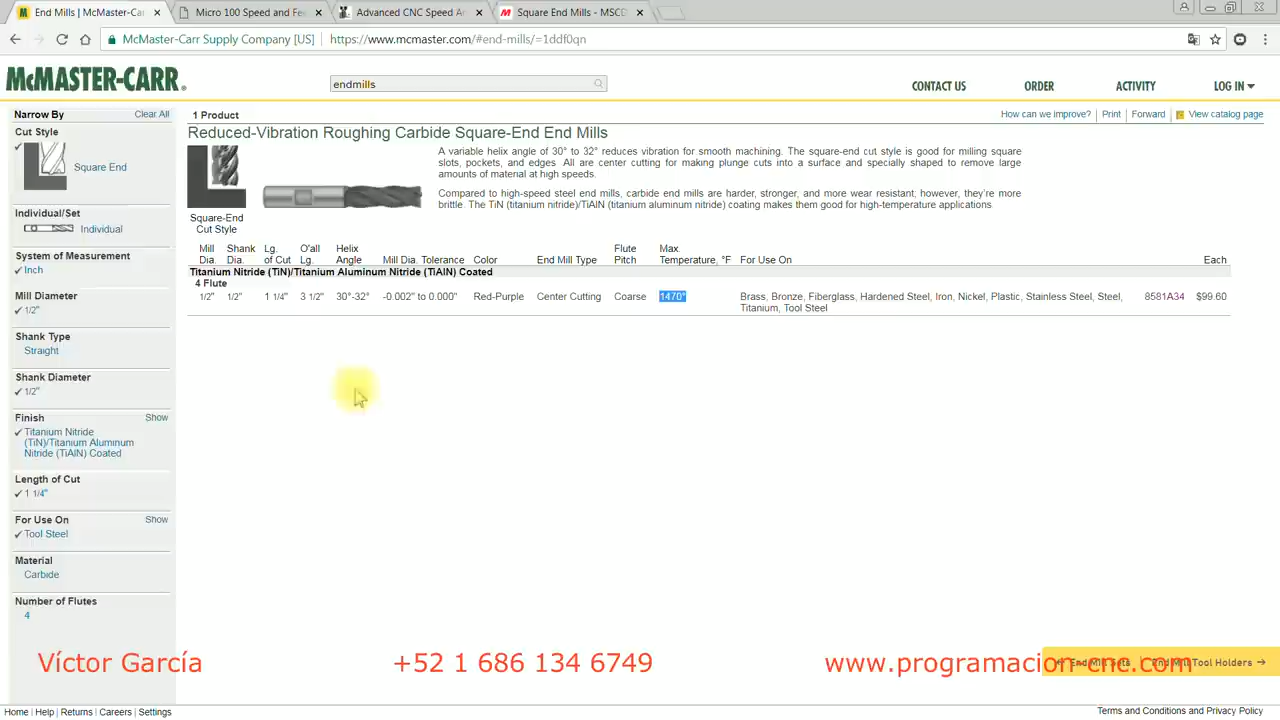 End Mills | McMaster-Car
Micro 100 Speed and Fee
Advanced CNC Speed An
Square End Mills - MSCD
McMaster-Carr Supply Company [US]
https://www.mcmaster.com/#end-mills/=1ddf0qn
McMASTER-CARR.
endmills
CONTACT US
ORDER
ACTIVITY
LOG IN
Narrow By
Clear All
Cut Style
Square End
Individual/Set
Individual
System of Measurement
Inch
Mill Diameter
1/2"
Shank Type
Straight
Shank Diameter
1/2"
Finish
Show
Titanium Nitride
(TiN)/Titanium Aluminum
Nitride (TiAlN) Coated
Length of Cut
1 1/4"
For Use On
Show
Tool Steel
Material
Carbide
Number of Flutes
4
1 Product
How can we improve?
Print
Forward
View catalog page
Reduced-Vibration Roughing Carbide Square-End End Mills
Square-End
Cut Style
A variable helix angle of 30° to 32° reduces vibration for smooth machining. The square-end cut style is good for milling square
slots, pockets, and edges. All are center cutting for making plunge cuts into a surface and specially shaped to remove large
amounts of material at high speeds.
Compared to high-speed steel end mills, carbide end mills are harder, stronger, and more wear resistant; however, they're more
brittle. The TiN (titanium nitride)/TiAlN (titanium aluminum nitride) coating makes them good for high-temperature applications.
Mill Dia.
Shank Dia.
Lg. of Cut
O'all Lg.
Helix Angle
Mill Dia. Tolerance
Color
End Mill Type
Flute Pitch
Max. Temperature, °F
For Use On
Each
Titanium Nitride (TiN)/Titanium Aluminum Nitride (TiAlN) Coated
4 Flute
1/2" 1/2" 1 1/4" 3 1/2" 30°-32° -0.002" to 0.000" Red-Purple Center Cutting Coarse 1470° Brass, Bronze, Fiberglass, Hardened Steel, Iron, Nickel, Plastic, Stainless Steel, Steel, 8581A34 $99.60
Titanium, Tool Steel
Víctor García
+52 1 686 134 6749
www.programacion-cnc.com
End Mill Sets
End Mill Tool Holders
Home | Help | Returns | Careers | Settings
Terms and Conditions and Privacy Policy